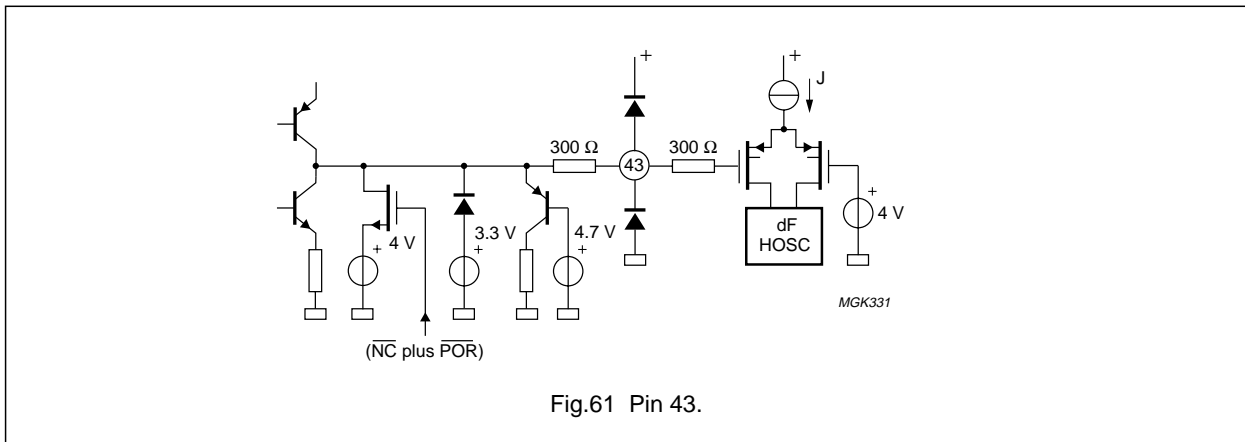 +
+
J
300 Ω
43
300 Ω
+
4 V
+
3.3 V
+
4.7 V
+
+
4 V
dF
HOSC
MGK331
(NC plus POR)
Fig.61 Pin 43.